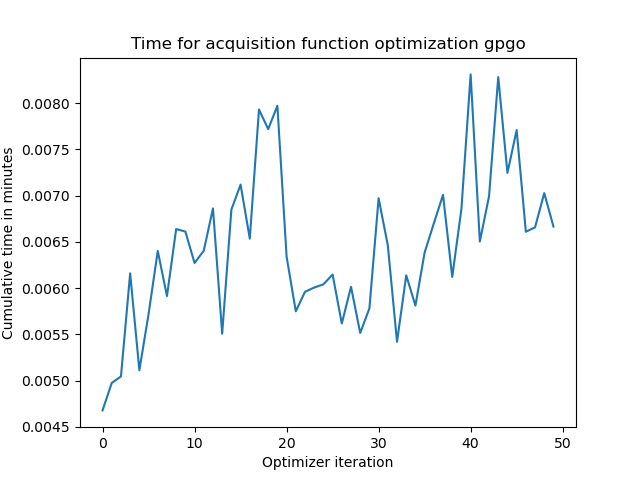 Time for acquisition function optimization gpgo
Cumulative time in minutes
0.0080
0.0075
0.0070
0.0065
0.0060
0.0055
0.0050
0.0045
0 10 20 30 40 50
Optimizer iteration